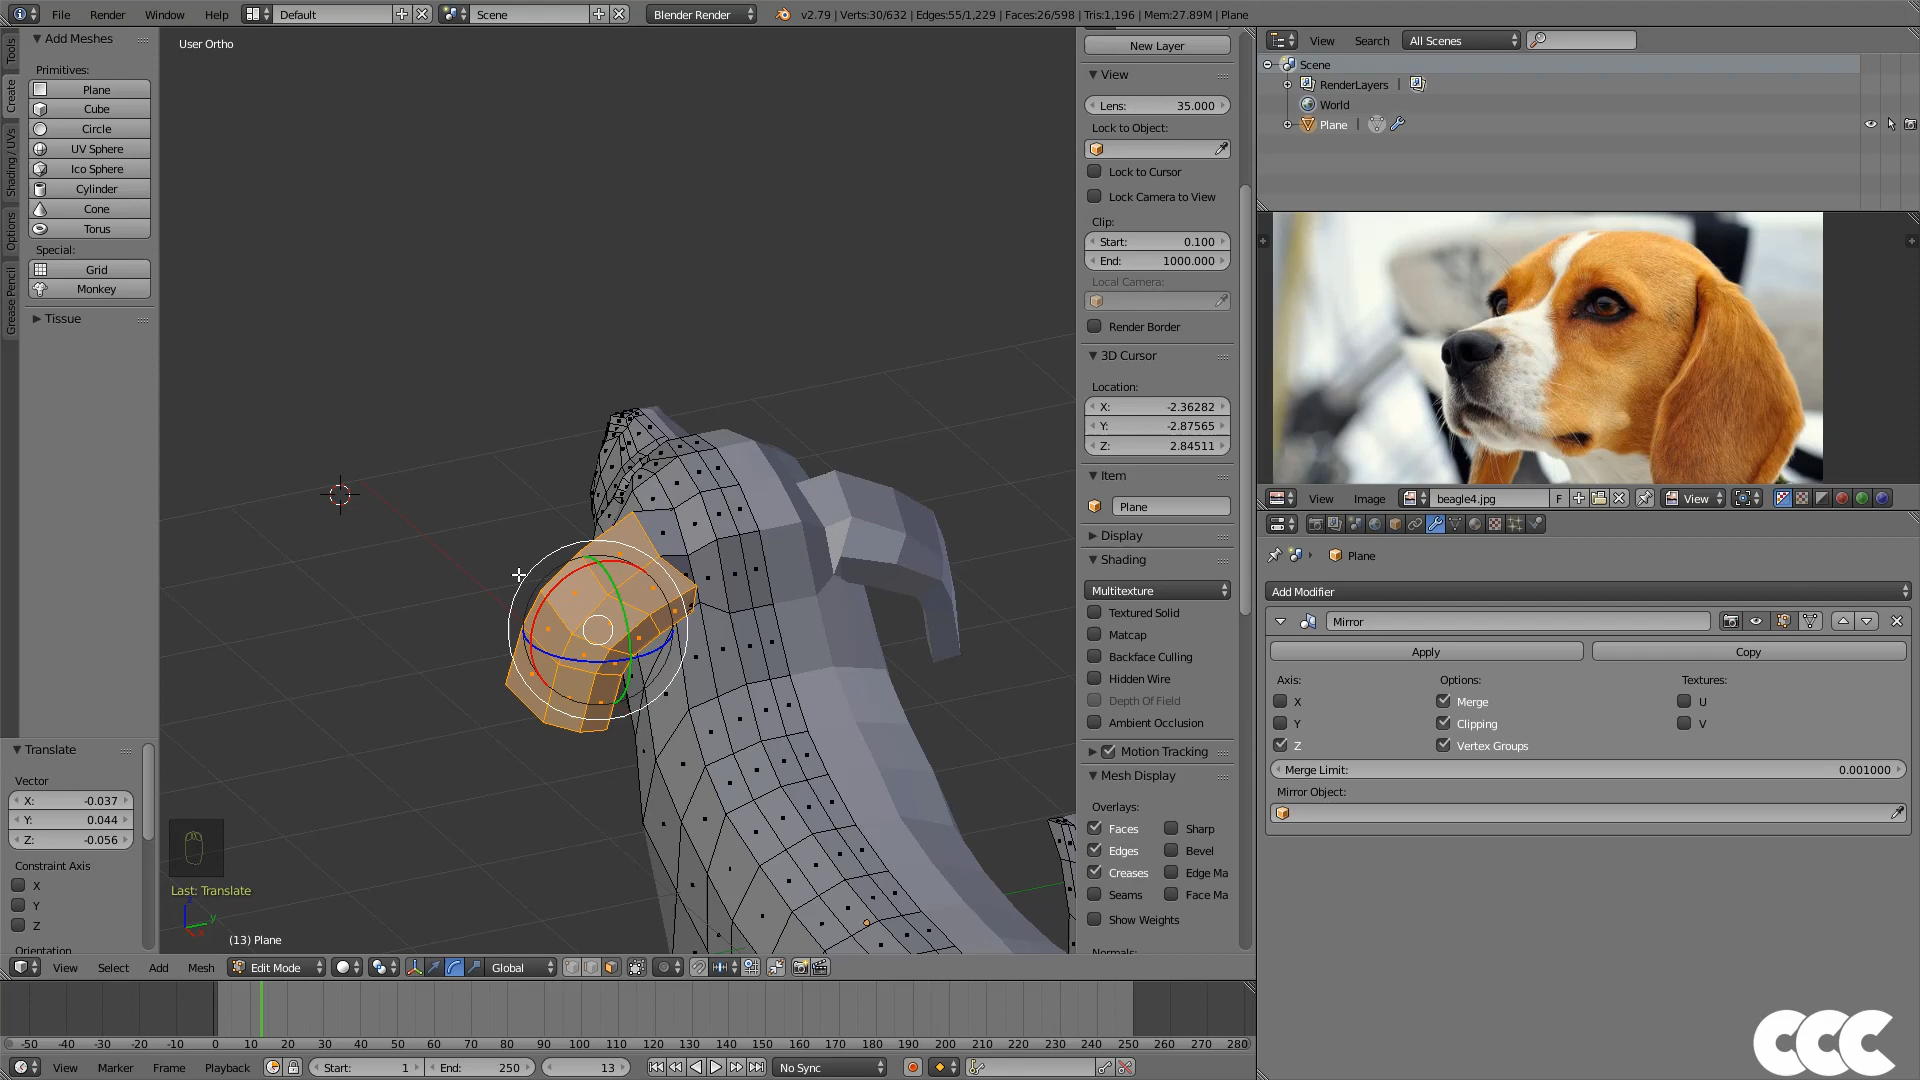 File Render Window Help Default Scene Blender Render v2.79 | Verts:30/632 | Edges:55/1,229 | Faces:26/598 | Tris:1,196 | Mem:27.89M | Plane
Tools
Create
Shading / UVs
Options
Grease Pencil
Add Meshes
Primitives:
Plane
Cube
Circle
UV Sphere
Ico Sphere
Cylinder
Cone
Torus
Special:
Grid
Monkey
Tissue
Translate
Vector
X: -0.037
Y: 0.044
Z: -0.056
Constraint Axis
X
Y
Z
Orientation
User Ortho
Last: Translate
z
y
x
(13) Plane
New Layer
View
Lens: 35.000
Lock to Object:
Lock to Cursor
Lock Camera to View
Clip:
Start: 0.100
End: 1000.000
Local Camera:
Render Border
3D Cursor
Location:
X: -2.36282
Y: -2.87565
Z: 2.84511
Item
Plane
Display
Shading
Multitexture
Textured Solid
Matcap
Backface Culling
Hidden Wire
Depth Of Field
Ambient Occlusion
Motion Tracking
Mesh Display
Overlays:
Faces Sharp
Edges Bevel
Creases Edge Ma
Seams Face Ma
Show Weights
Normals:
View Search All Scenes
Scene
RenderLayers |
World
Plane |
View Image beagle4.jpg F View
Plane
Add Modifier
Mirror
Apply Copy
Axis: Options: Textures:
X Merge U
Y Clipping V
Z Vertex Groups
Merge Limit: 0.001000
Mirror Object:
View Select Add Mesh Edit Mode Global
-50 -40 -30 -20 -10 0 10 20 30 40 50 60 70 80 90 100 110 120 130 140 150 160 170 180 190 200 210 220 230 240 250 260 270 280
View Marker Frame Playback Start: 1 End: 250 13 No Sync
CCC